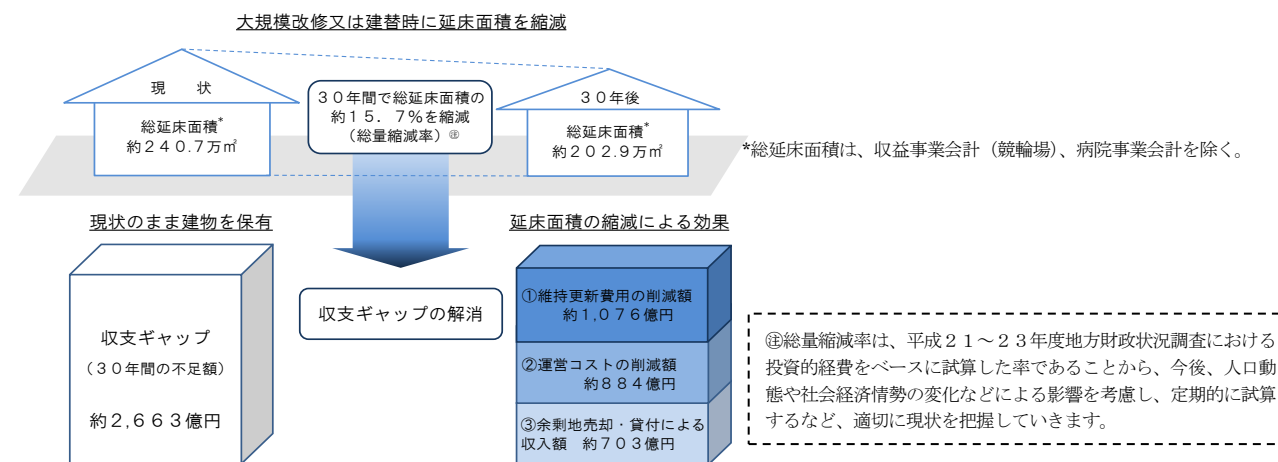 大規模改修又は建替時に延床面積を縮減
現　状
総延床面積*
約２４０.７万㎡
３０年間で総延床面積の
約１５．７％を縮減
（総量縮減率）㊟
３０年後
総延床面積*
約２０２.９万㎡
*総延床面積は、収益事業会計（競輪場）、病院事業会計を除く。
現状のまま建物を保有
収支ギャップ
（３０年間の不足額）
約２,６６３億円
収支ギャップの解消
延床面積の縮減による効果
①維持更新費用の削減額
約１,０７６億円
②運営コストの削減額
約８８４億円
③余剰地売却・貸付による
収入額　約７０３億円
㊟総量縮減率は、平成２１～２３年度地方財政状況調査における
投資的経費をベースに試算した率であることから、今後、人口動
態や社会経済情勢の変化などによる影響を考慮し、定期的に試算
するなど、適切に現状を把握していきます。